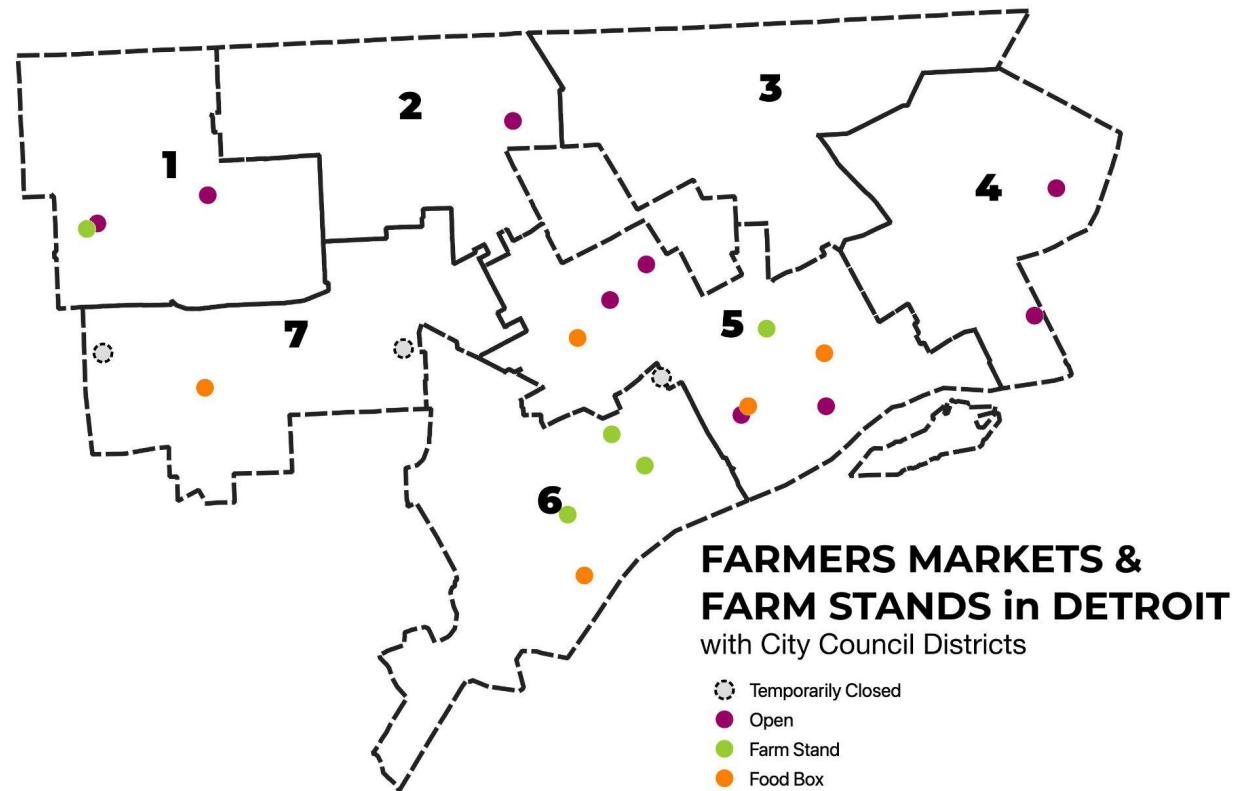 1
2
3
4
5
6
7
FARMERS MARKETS &
FARM STANDS in DETROIT
with City Council Districts
Temporarily Closed
Open
Farm Stand
Food Box